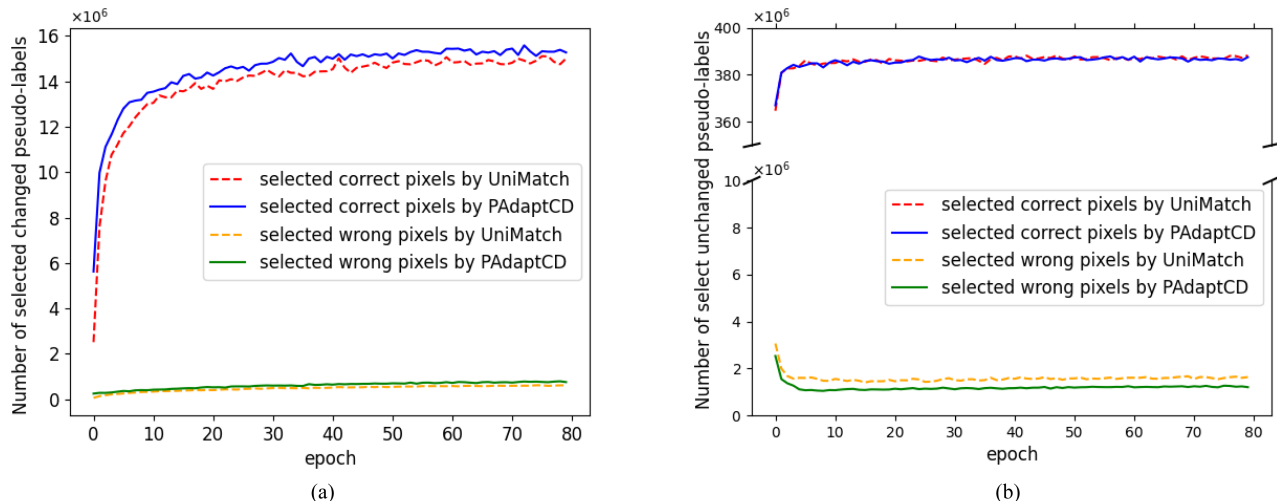 ×10⁶
16
14
12
10
8
6
4
2
0
Number of selected changed pseudo-labels
selected correct pixels by UniMatch
selected correct pixels by PAdaptCD
selected wrong pixels by UniMatch
selected wrong pixels by PAdaptCD
0 10 20 30 40 50 60 70 80
epoch
(a)
×10⁶
400
380
360
×10⁶
10
8
6
4
2
0
Number of select unchanged pseudo-labels
selected correct pixels by UniMatch
selected correct pixels by PAdaptCD
selected wrong pixels by UniMatch
selected wrong pixels by PAdaptCD
0 10 20 30 40 50 60 70 80
epoch
(b)